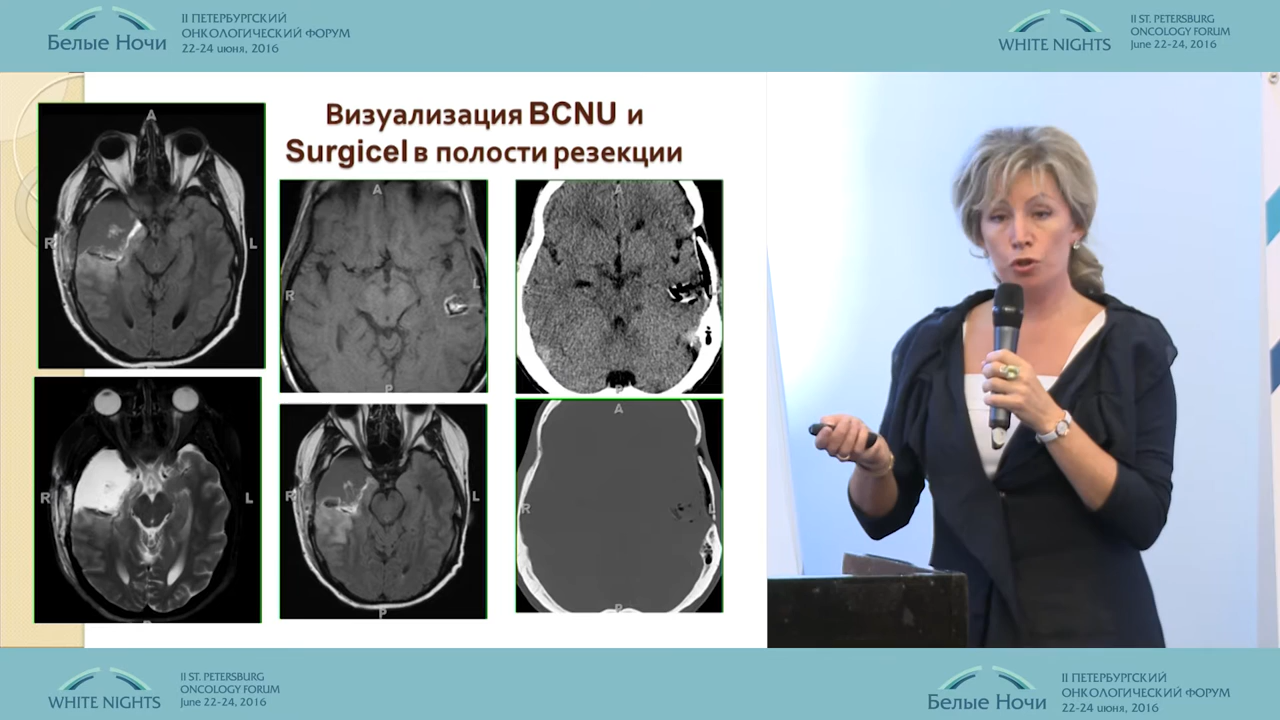 Белые Ночи
II ПЕТЕРБУРГСКИЙ
ОНКОЛОГИЧЕСКИЙ ФОРУМ
22-24 июня, 2016
WHITE NIGHTS
II ST. PETERSBURG
ONCOLOGY FORUM
June 22-24, 2016
Визуализация BCNU и
Surgicel в полости резекции
A
R
L
A
R
L
P
A
P
R
L
R
L
P
A
R
L
P
WHITE NIGHTS
II ST. PETERSBURG
ONCOLOGY FORUM
June 22-24, 2016
Белые Ночи
II ПЕТЕРБУРГСКИЙ
ОНКОЛОГИЧЕСКИЙ ФОРУМ
22-24 июня, 2016